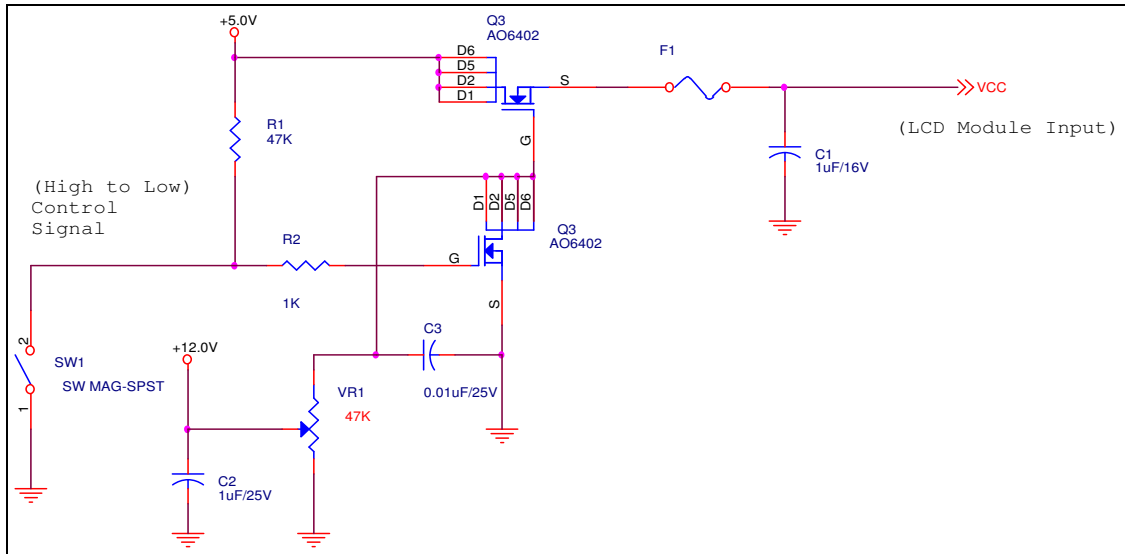 +5.0V
Q3
AO6402
D6
D5
D2
D1
S
G
F1
VCC
(LCD Module Input)
R1
47K
C1
1uF/16V
(High to Low)
Control
Signal
D1
D2
D5
D6
Q3
AO6402
R2
1K
G
S
2
SW1
SW MAG-SPST
1
+12.0V
C3
0.01uF/25V
VR1
47K
C2
1uF/25V